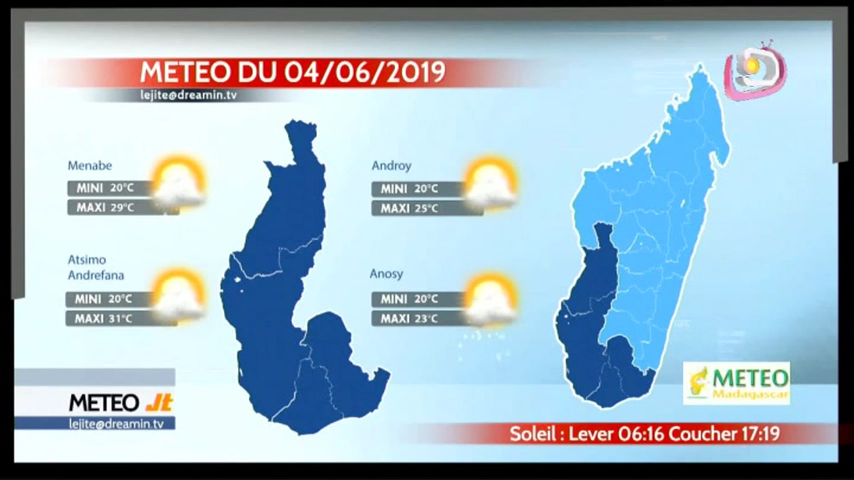 METEO DU 04/06/2019
lejite@dreamin.tv
Menabe
MINI 20°C
MAXI 29°C
Androy
MINI 20°C
MAXI 25°C
Atsimo
Andrefana
MINI 20°C
MAXI 31°C
Anosy
MINI 20°C
MAXI 23°C
METEO Jt
lejite@dreamin.tv
METEO
Madagascar
Soleil : Lever 06:16 Coucher 17:19